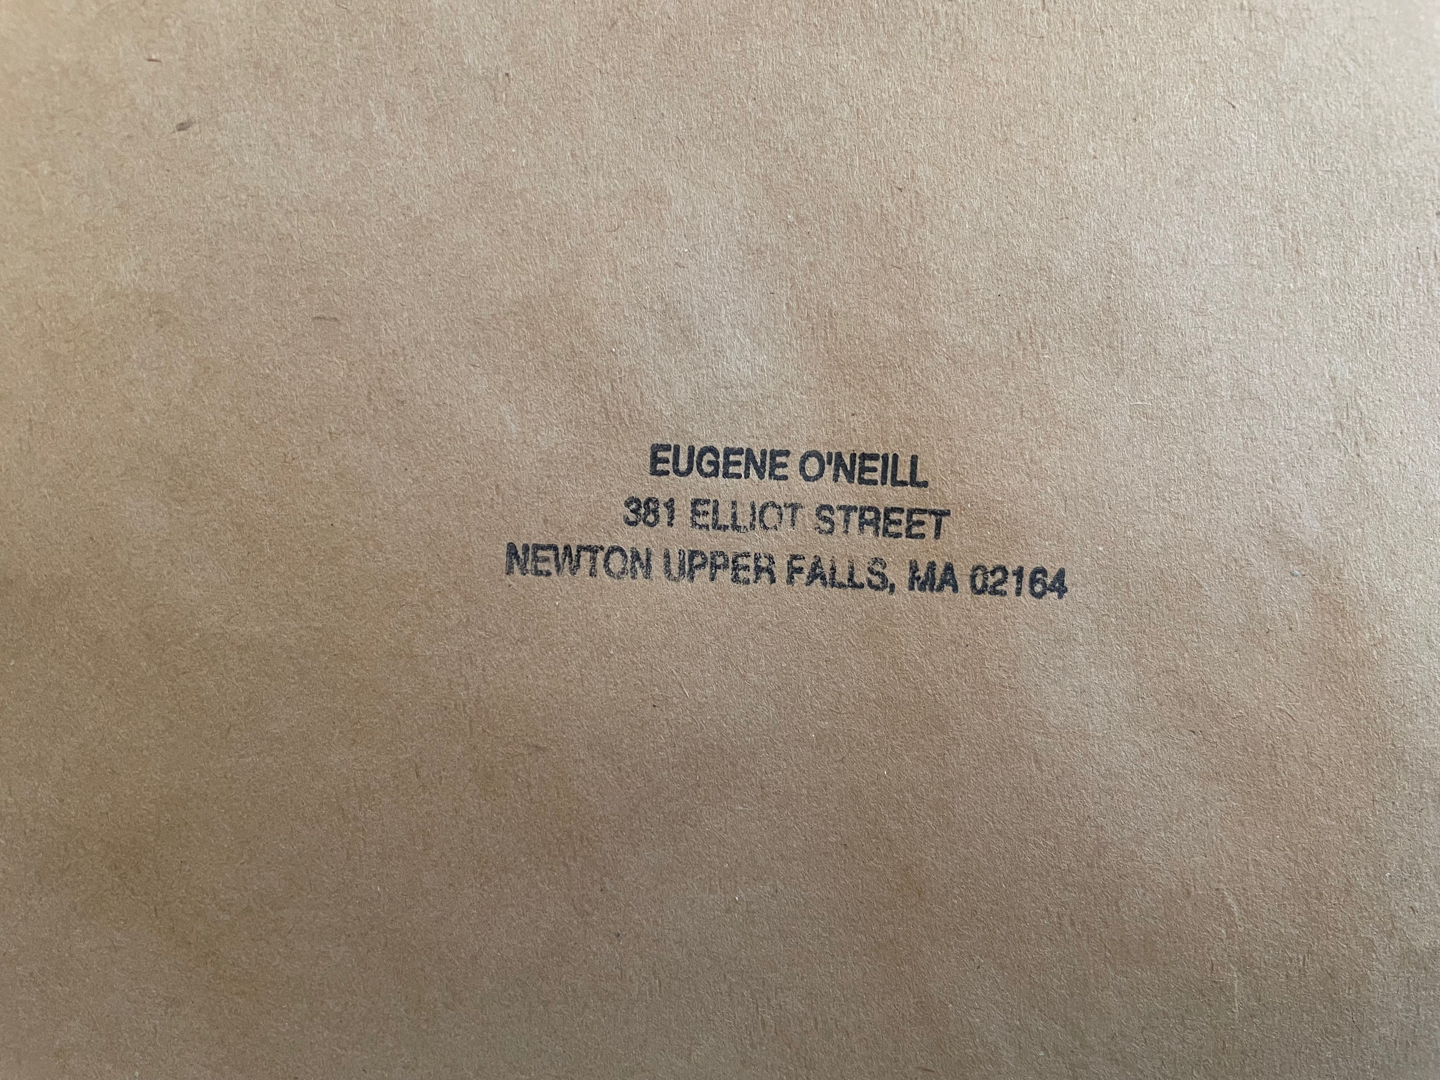 EUGENE O'NEILL
381 ELLIOT STREET
NEWTON UPPER FALLS, MA 02164